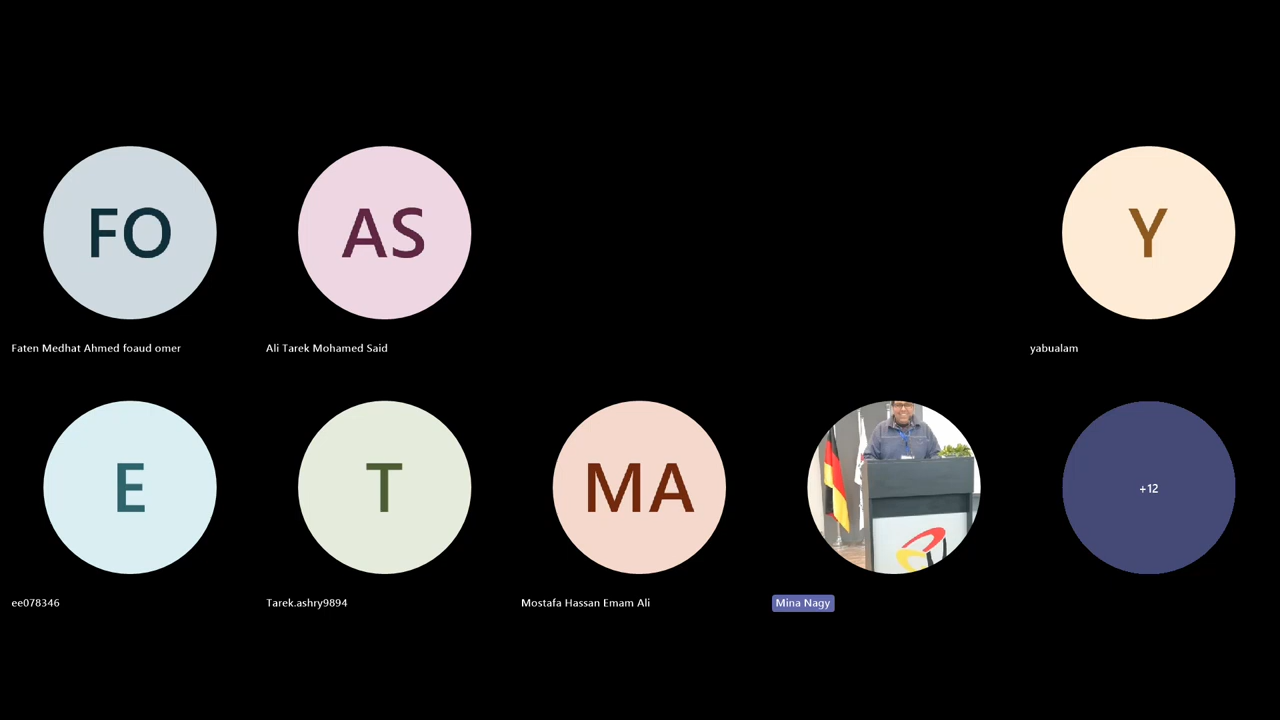 FO
AS
Y
Faten Medhat Ahmed foaud omer
Ali Tarek Mohamed Said
yabualam
E
T
MA
+12
ee078346
Tarek.ashry9894
Mostafa Hassan Emam Ali
Mina Nagy